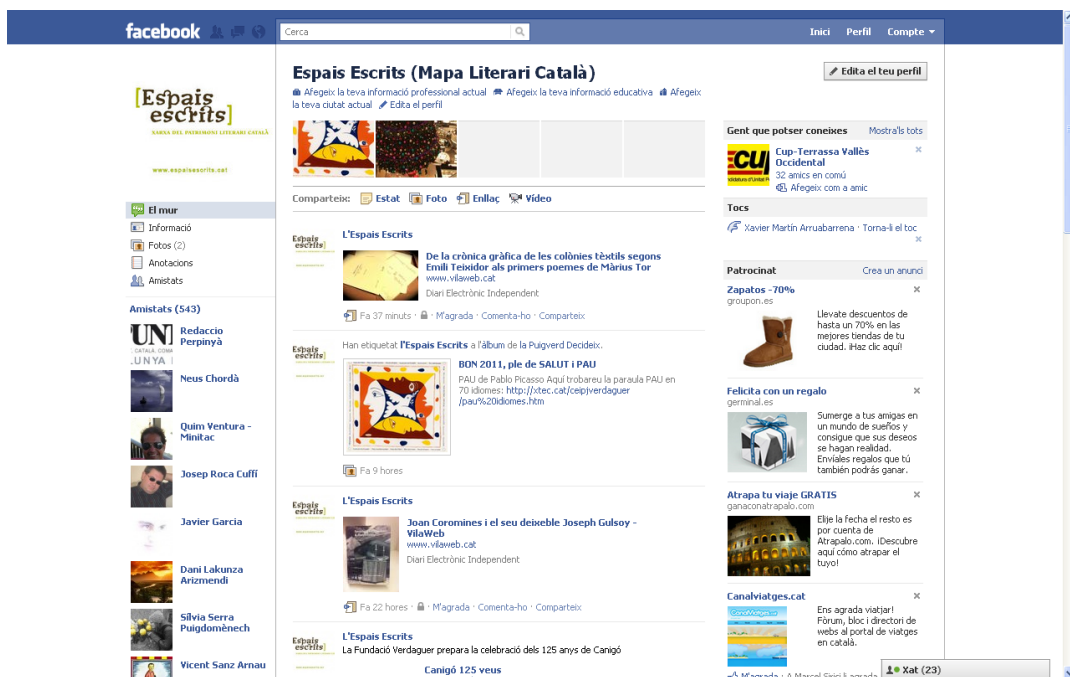 facebook
Cerca
Inici Perfil Compte
[Espais
escrits]
XARXA DEL PATRIMONI LITERARI CATALÀ
www.espaisescrits.cat
El mur
Informació
Fotos (2)
Anotacions
Amistats
Amistats (543)
Redaccio
Perpinyà
Neus Chordà
Quim Ventura -
Minitac
Josep Roca Cuffí
Javier Garcia
Dani Lakunza
Arizmendi
Sílvia Serra
Puigdomènech
Vicent Sanz Arnau
Espais Escrits (Mapa Literari Català)
Edita el teu perfil
Afegeix la teva informació professional actual Afegeix la teva informació educativa Afegeix
la teva ciutat actual Edita el perfil
Comparteix: Estat Foto Enllaç Vídeo
L'Espais Escrits
De la crònica gràfica de les colònies tèxtils segons
Emili Teixidor als primers poemes de Màrius Tor
www.vilaweb.cat
Diari Electrònic Independent
Fa 37 minuts · M'agrada · Comenta-ho · Comparteix
Han etiquetat l'Espais Escrits a l'àlbum de la Puigverd Decideix.
BON 2011, ple de SALUT i PAU
PAU de Pablo Picasso Aquí trobareu la paraula PAU en
70 idiomes: http://xtec.cat/ceipjverdaguer
/pau%20idiomes.htm
Fa 9 hores
L'Espais Escrits
Joan Coromines i el seu deixeble Joseph Gulsoy -
VilaWeb
www.vilaweb.cat
Diari Electrònic Independent
Fa 22 hores · M'agrada · Comenta-ho · Comparteix
L'Espais Escrits
La Fundació Verdaguer prepara la celebració dels 125 anys de Canigó
Canigó 125 veus
Gent que potser coneixes Mostra'ls tots
Cup-Terrassa Vallès
Occidental
32 amics en comú
Afegeix com a amic
Tocs
Xavier Martín Arruabarrena · Torna-li el toc
Patrocinat Crea un anunci
Zapatos -70%
groupon.es
Llevate descuentos de
hasta un 70% en las
mejores tiendas de tu
ciudad. ¡Haz clic aquí!
Felicita con un regalo
germinal.es
Sumerge a tus amigas en
un mundo de sueños y
consigue que sus deseos
se hagan realidad.
Envíales regalos que tú
también podrás ganar.
Atrapa tu viaje GRATIS
ganaconatrapalo.com
Elije la fecha el resto es
por cuenta de
Atrapalo.com. ¡Descubre
aquí cómo atrapar el
tuyo!
Canalviatges.cat
Ens agrada viatjar!
Fòrum, bloc i directori de
webs al portal de viatges
en català.
Xat (23)